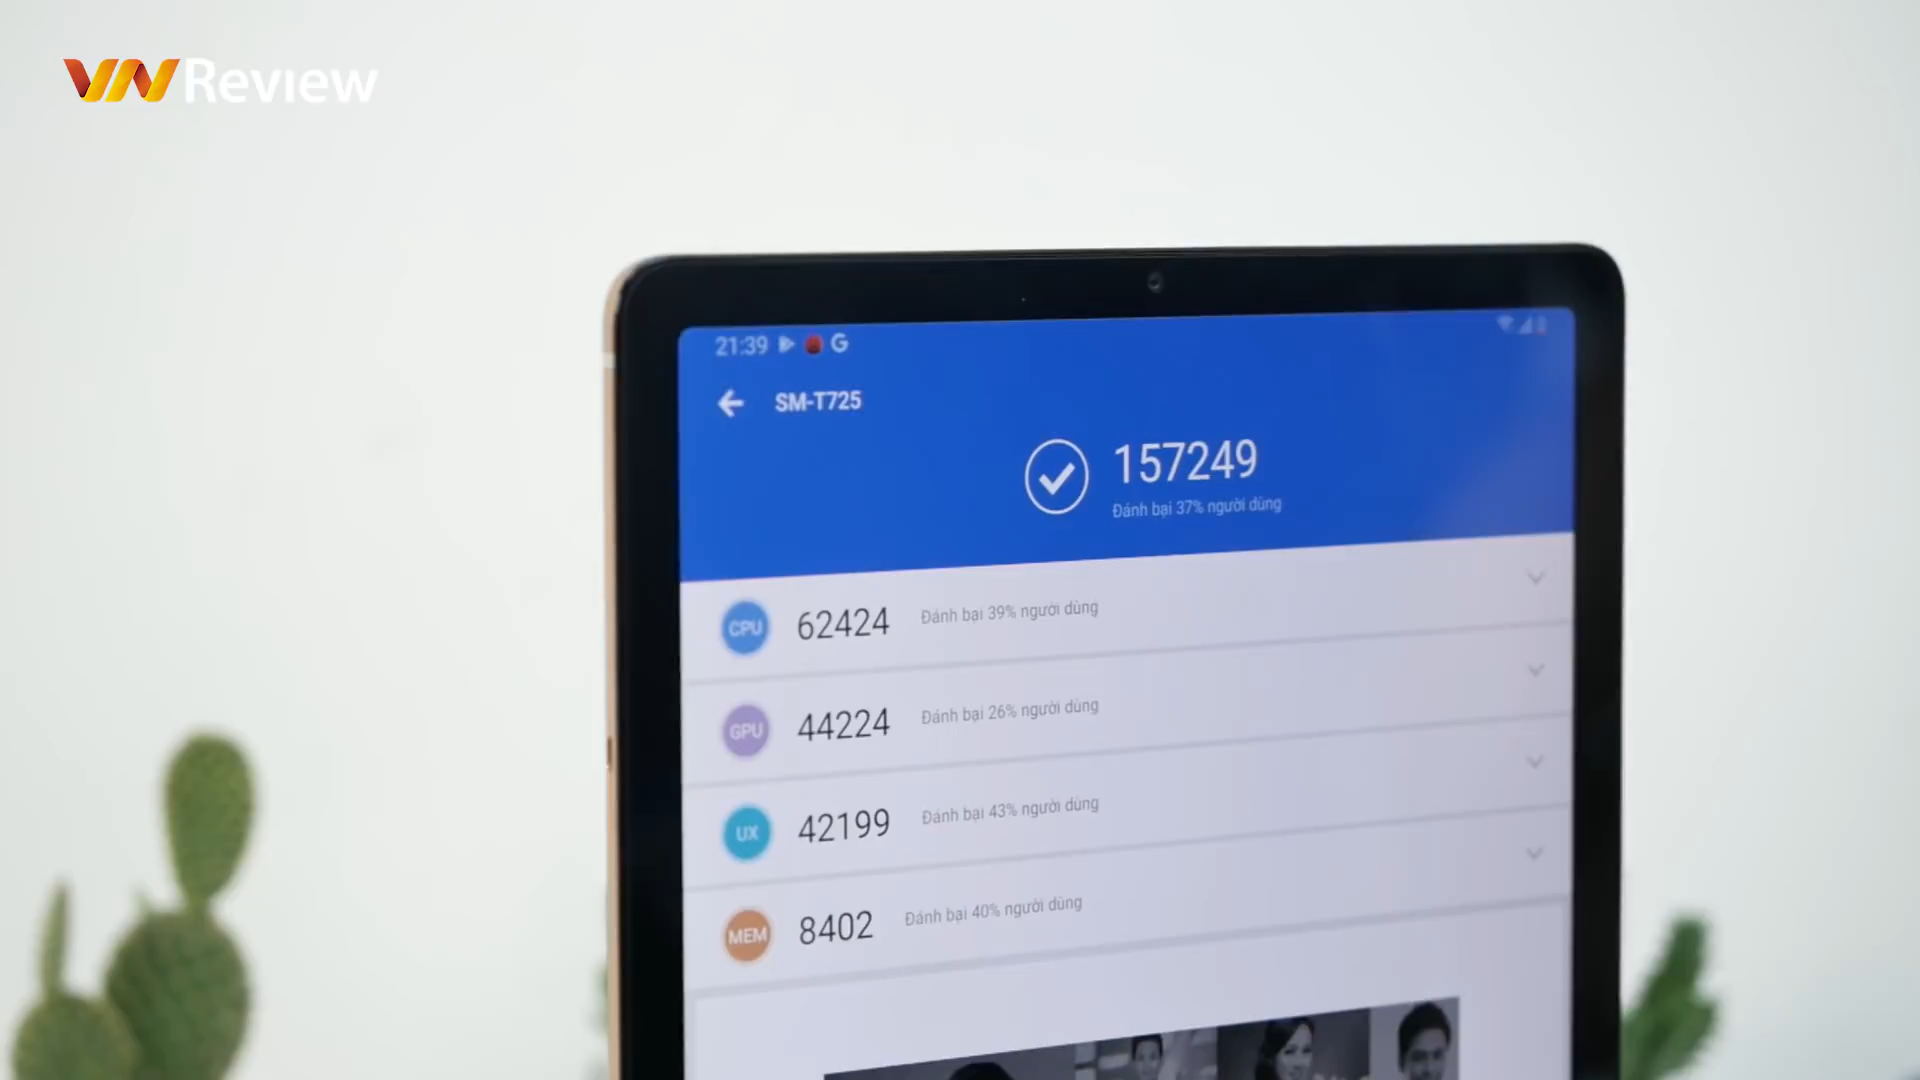 VN Review
21:39
SM-T725
157249
Đánh bại 37% người dùng
CPU 62424 Đánh bại 39% người dùng
GPU 44224 Đánh bại 26% người dùng
UX 42199 Đánh bại 43% người dùng
MEM 8402 Đánh bại 40% người dùng